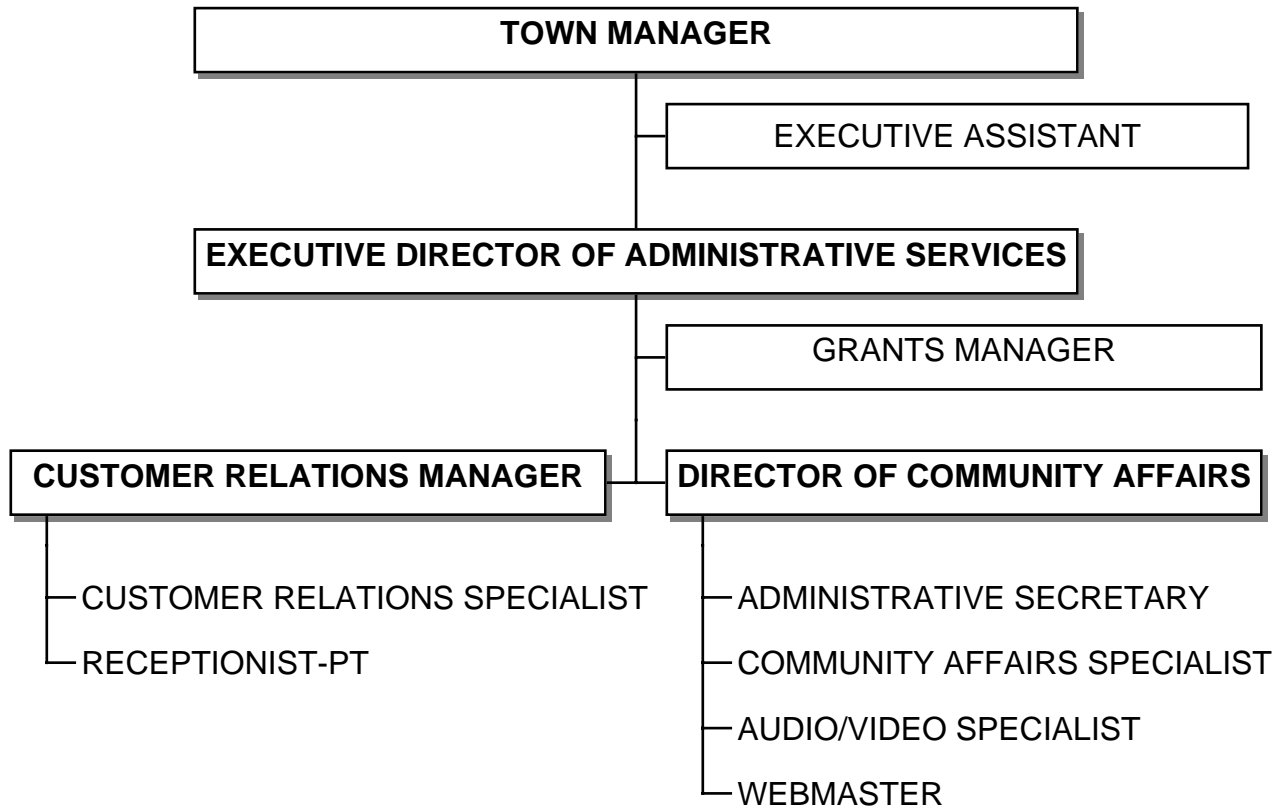 TOWN MANAGER
EXECUTIVE ASSISTANT
EXECUTIVE DIRECTOR OF ADMINISTRATIVE SERVICES
GRANTS MANAGER
CUSTOMER RELATIONS MANAGER
CUSTOMER RELATIONS SPECIALIST
RECEPTIONIST-PT
DIRECTOR OF COMMUNITY AFFAIRS
ADMINISTRATIVE SECRETARY
COMMUNITY AFFAIRS SPECIALIST
AUDIO/VIDEO SPECIALIST
WEBMASTER